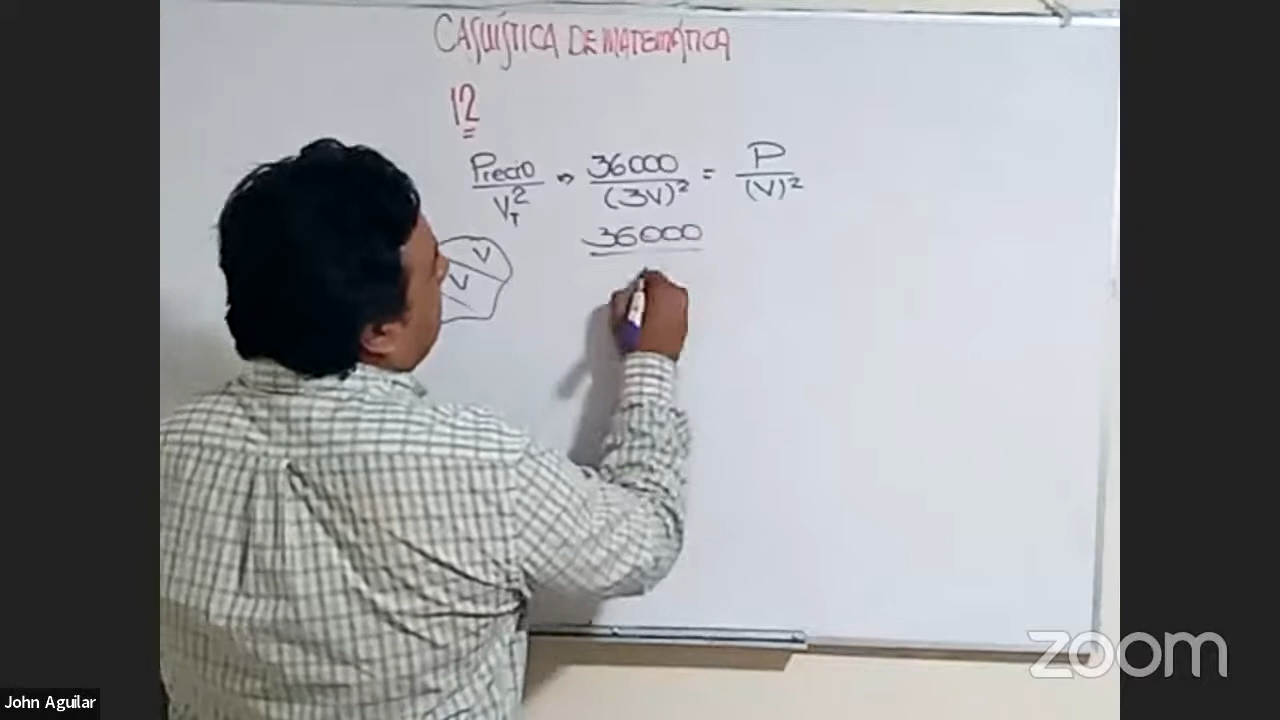 CASUÍSTICA DE MATEMÁTICA
12
Precio / V_T^2 → 36000 / (3V)^2 = P / (V)^2
36000
V
V
zoom
John Aguilar